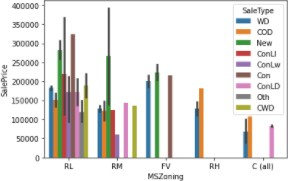 400000
350000
300000
250000
200000
150000
100000
50000
0
SalePrice
RL RM FV RH C (all)
MSZoning
SaleType
WD
COD
New
ConLI
ConLw
Con
ConLD
Oth
CWD